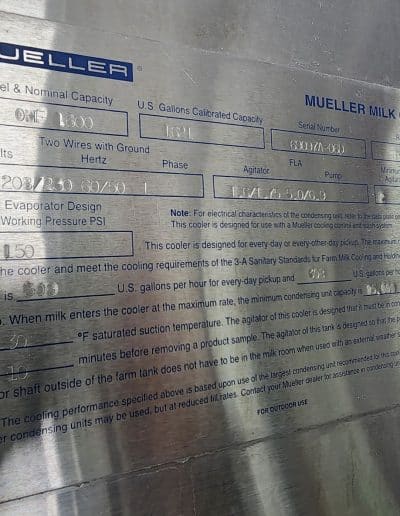 MUELLER®
MUELLER MILK
& Nominal Capacity
U.S. Gallons Calibrated Capacity
Serial Number
Two Wires with Ground
Hertz
Phase
Agitator
FLA
Pump
208/230 60/50 1
Evaporator Design
Working Pressure PSI
150
Note: For electrical characteristics of the condensing unit, refer to the data plate on
This cooler is designed for use with a Mueller cooling control and wash system.
This cooler is designed for every-day or every-other-day pickup. The maximum
the cooler and meet the cooling requirements of the 3-A Sanitary Standards for Farm Milk Cooling and
is U.S. gallons per hour for every-day pickup and U.S. gallons per
When milk enters the cooler at the maximum rate, the minimum condensing unit capacity is
°F saturated suction temperature. The agitator of this cooler is designed that it must be in
10 minutes before removing a product sample. The agitator of this tank is designed so that the
or shaft outside of the farm tank does not have to be in the milk room when used with an external weather
The cooling performance specified above is based upon use of the largest condensing unit recommended for this
condensing units may be used, but at reduced fill rates. Contact your Mueller dealer for assistance in condensing
FOR OUTDOOR USE